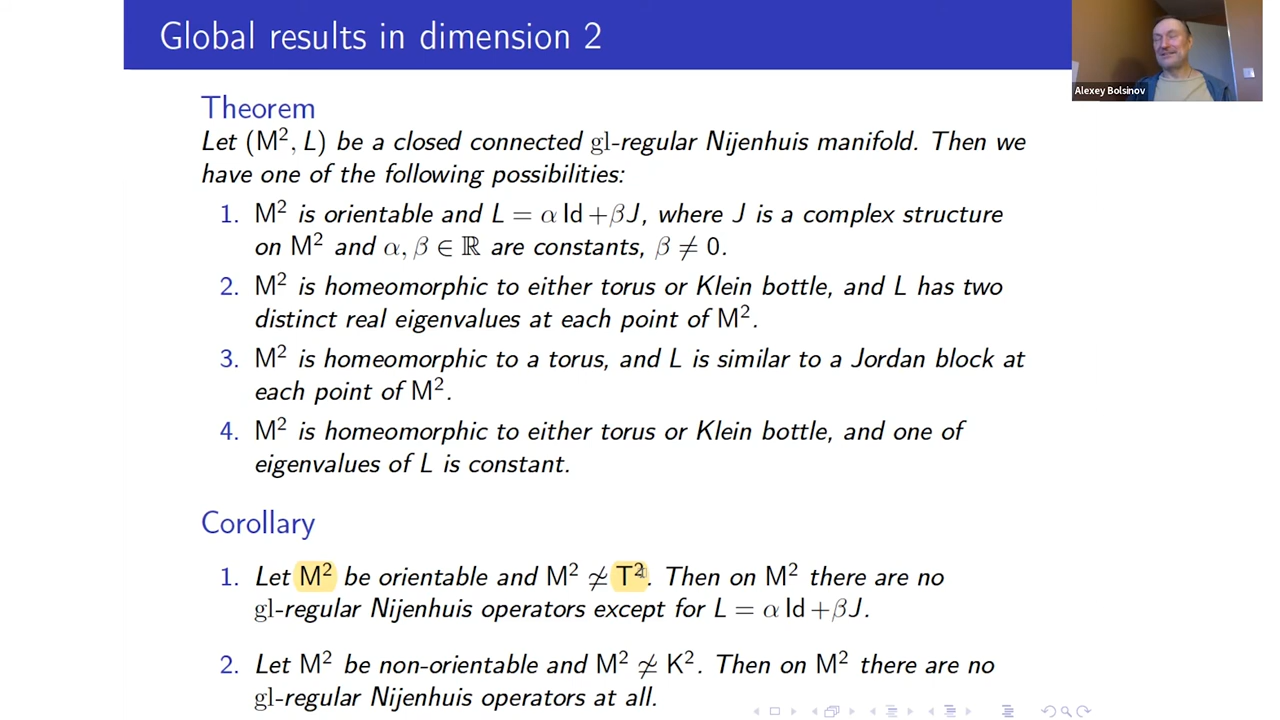 Global results in dimension 2
Alexey Bolsinov
Theorem
Let (M², L) be a closed connected gl-regular Nijenhuis manifold. Then we
have one of the following possibilities:
1. M² is orientable and L = α Id +βJ, where J is a complex structure
on M² and α, β ∈ ℝ are constants, β ≠ 0.
2. M² is homeomorphic to either torus or Klein bottle, and L has two
distinct real eigenvalues at each point of M².
3. M² is homeomorphic to a torus, and L is similar to a Jordan block at
each point of M².
4. M² is homeomorphic to either torus or Klein bottle, and one of
eigenvalues of L is constant.
Corollary
1. Let M² be orientable and M² ≄ T². Then on M² there are no
gl-regular Nijenhuis operators except for L = α Id +βJ.
2. Let M² be non-orientable and M² ≄ K². Then on M² there are no
gl-regular Nijenhuis operators at all.